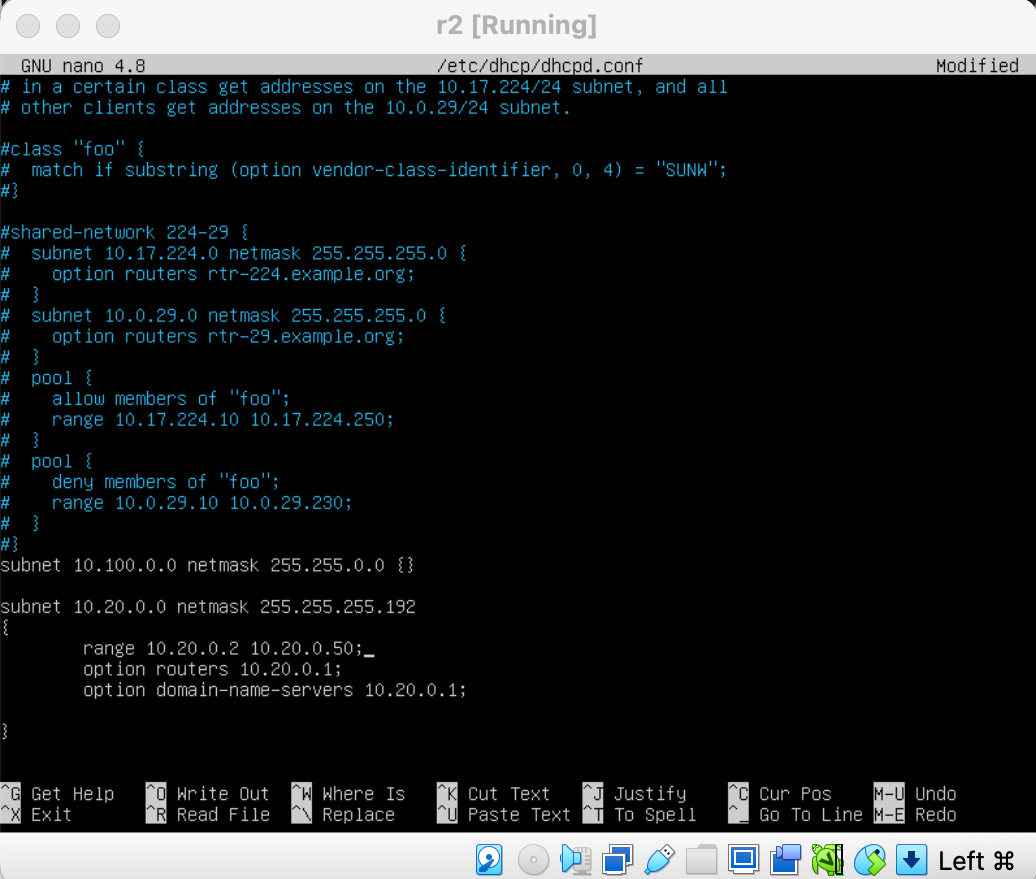 r2 [Running]
GNU nano 4.8 /etc/dhcp/dhcpd.conf Modified
# in a certain class get addresses on the 10.17.224/24 subnet, and all
# other clients get addresses on the 10.0.29/24 subnet.
#class "foo" {
#  match if substring (option vendor-class-identifier, 0, 4) = "SUNW";
#}
#shared-network 224-29 {
#  subnet 10.17.224.0 netmask 255.255.255.0 {
#    option routers rtr-224.example.org;
#  }
#  subnet 10.0.29.0 netmask 255.255.255.0 {
#    option routers rtr-29.example.org;
#  }
#  pool {
#    allow members of "foo";
#    range 10.17.224.10 10.17.224.250;
#  }
#  pool {
#    deny members of "foo";
#    range 10.0.29.10 10.0.29.230;
#  }
#}
subnet 10.100.0.0 netmask 255.255.0.0 {}
subnet 10.20.0.0 netmask 255.255.255.192
{
        range 10.20.0.2 10.20.0.50;_
        option routers 10.20.0.1;
        option domain-name-servers 10.20.0.1;
}
^G Get Help ^O Write Out ^W Where Is ^K Cut Text ^J Justify ^C Cur Pos M-U Undo
^X Exit ^R Read File ^\ Replace ^U Paste Text ^T To Spell ^_ Go To Line M-E Redo
Left ⌘